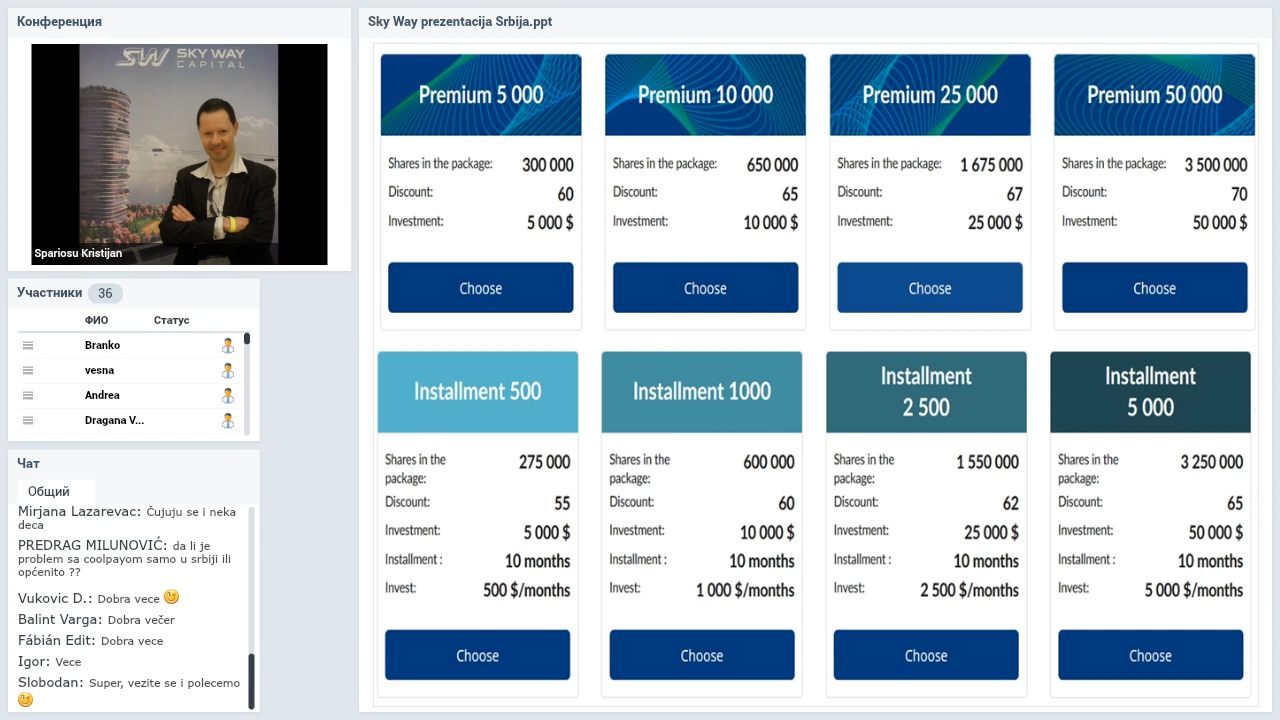 Конференция
SW SKY WAY
CAPITAL
Spariosu Kristijan
Участники 36
ФИО Статус
Branko
vesna
Andrea
Dragana V...
Чат
Общий
Mirjana Lazarevac: Čujuju se i neka
deca
PREDRAG MILUNOVIĆ: da li je
problem sa coolpayom samo u srbiji ili
općenito ??
Vukovic D.: Dobra vece
Balint Varga: Dobra večer
Fábián Edit: Dobra vece
Igor: Vece
Slobodan: Super, vezite se i polecemo
Sky Way prezentacija Srbija.ppt
Premium 5 000
Shares in the package: 300 000
Discount: 60
Investment: 5 000 $
Choose
Premium 10 000
Shares in the package: 650 000
Discount: 65
Investment: 10 000 $
Choose
Premium 25 000
Shares in the package: 1 675 000
Discount: 67
Investment: 25 000 $
Choose
Premium 50 000
Shares in the package: 3 500 000
Discount: 70
Investment: 50 000 $
Choose
Installment 500
Shares in the 275 000
package:
Discount: 55
Investment: 5 000 $
Installment : 10 months
Invest: 500 $/months
Choose
Installment 1000
Shares in the 600 000
package:
Discount: 60
Investment: 10 000 $
Installment : 10 months
Invest: 1 000 $/months
Choose
Installment
2 500
Shares in the 1 550 000
package:
Discount: 62
Investment: 25 000 $
Installment : 10 months
Invest: 2 500 $/months
Choose
Installment
5 000
Shares in the 3 250 000
package:
Discount: 65
Investment: 50 000 $
Installment : 10 months
Invest: 5 000 $/months
Choose